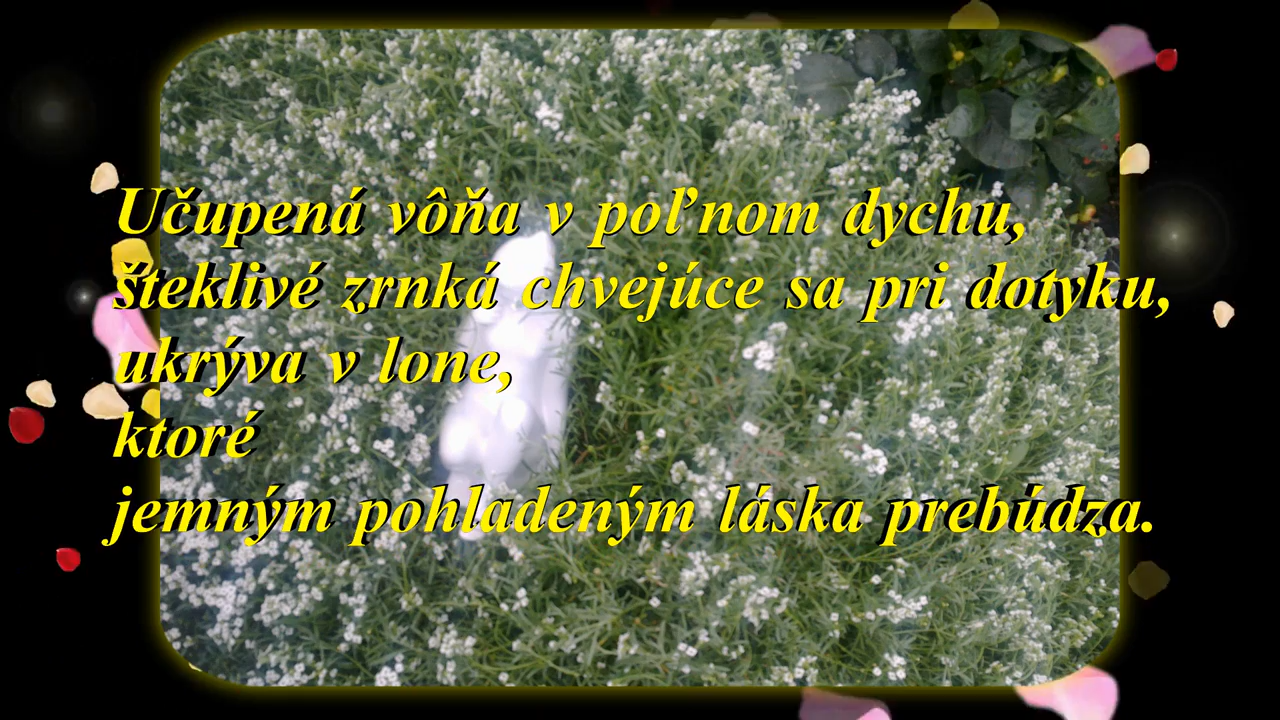 Učupená vôňa v poľnom dychu,
šteklivé zrnká chvejúce sa pri dotyku,
ukrýva v lone,
ktoré
jemným pohladeným láska prebúdza.